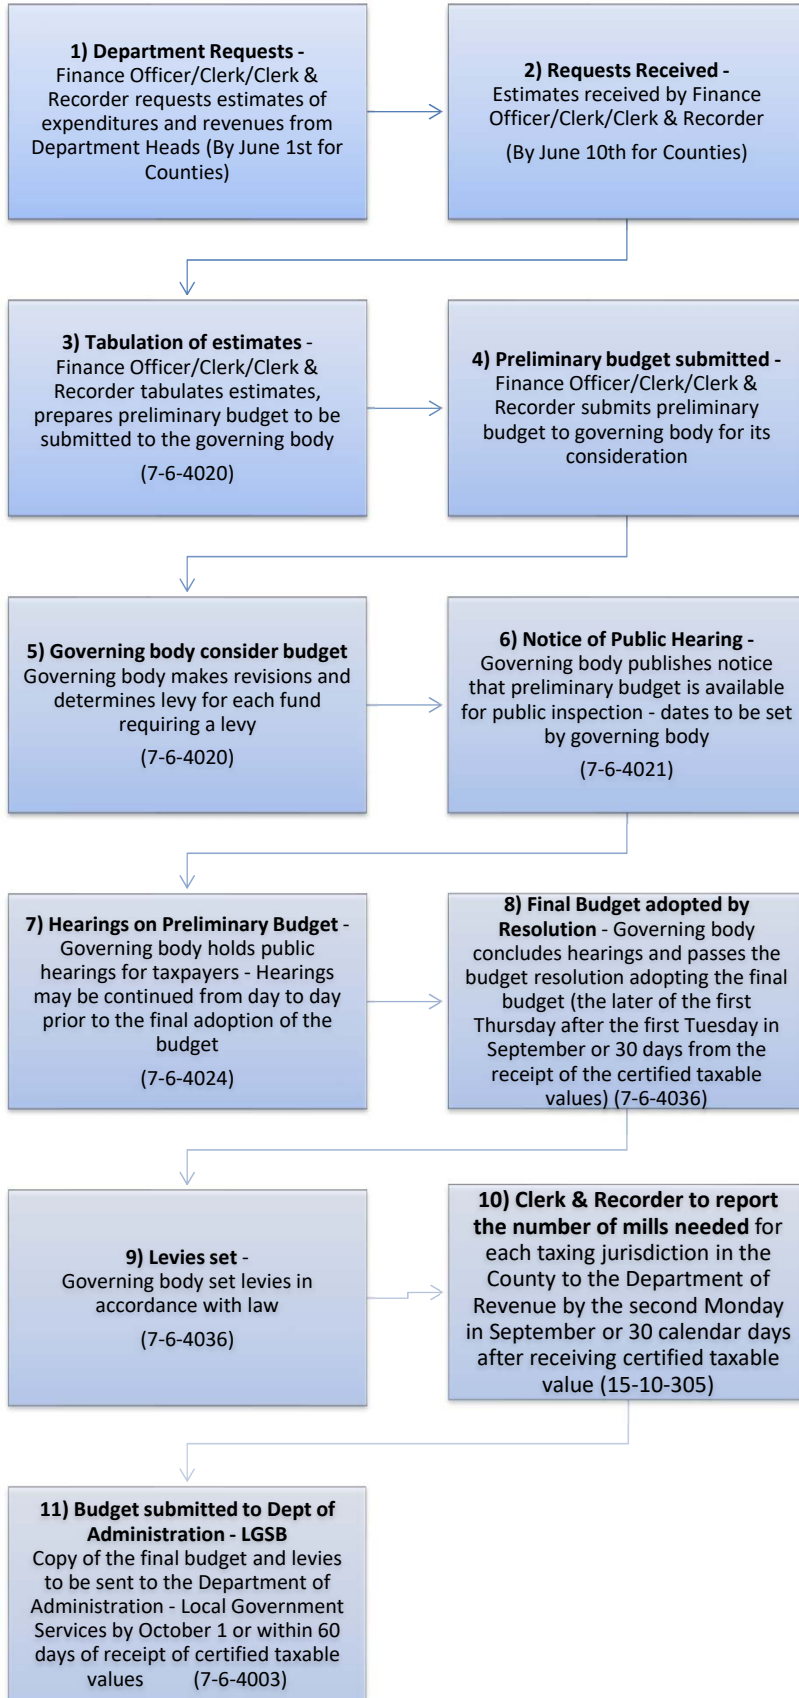 1) Department Requests -
Finance Officer/Clerk/Clerk &
Recorder requests estimates of
expenditures and revenues from
Department Heads (By June 1st for
Counties)
2) Requests Received -
Estimates received by Finance
Officer/Clerk/Clerk & Recorder
(By June 10th for Counties)
3) Tabulation of estimates -
Finance Officer/Clerk/Clerk &
Recorder tabulates estimates,
prepares preliminary budget to be
submitted to the governing body
(7-6-4020)
4) Preliminary budget submitted -
Finance Officer/Clerk/Clerk &
Recorder submits preliminary
budget to governing body for its
consideration
5) Governing body consider budget
Governing body makes revisions and
determines levy for each fund
requiring a levy
(7-6-4020)
6) Notice of Public Hearing -
Governing body publishes notice
that preliminary budget is available
for public inspection - dates to be set
by governing body
(7-6-4021)
7) Hearings on Preliminary Budget -
Governing body holds public
hearings for taxpayers - Hearings
may be continued from day to day
prior to the final adoption of the
budget
(7-6-4024)
8) Final Budget adopted by
Resolution - Governing body
concludes hearings and passes the
budget resolution adopting the final
budget (the later of the first
Thursday after the first Tuesday in
September or 30 days from the
receipt of the certified taxable
values) (7-6-4036)
9) Levies set -
Governing body set levies in
accordance with law
(7-6-4036)
10) Clerk & Recorder to report
the number of mills needed for
each taxing jurisdiction in the
County to the Department of
Revenue by the second Monday
in September or 30 calendar days
after receiving certified taxable
value (15-10-305)
11) Budget submitted to Dept of
Administration - LGSB
Copy of the final budget and levies
to be sent to the Department of
Administration - Local Government
Services by October 1 or within 60
days of receipt of certified taxable
values (7-6-4003)